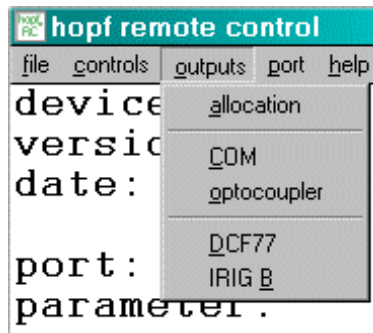 hopf remote control
file controls outputs port help
device
allocation
versio
COM
date:
optocoupler
DCF77
port:
IRIG B
parameter: